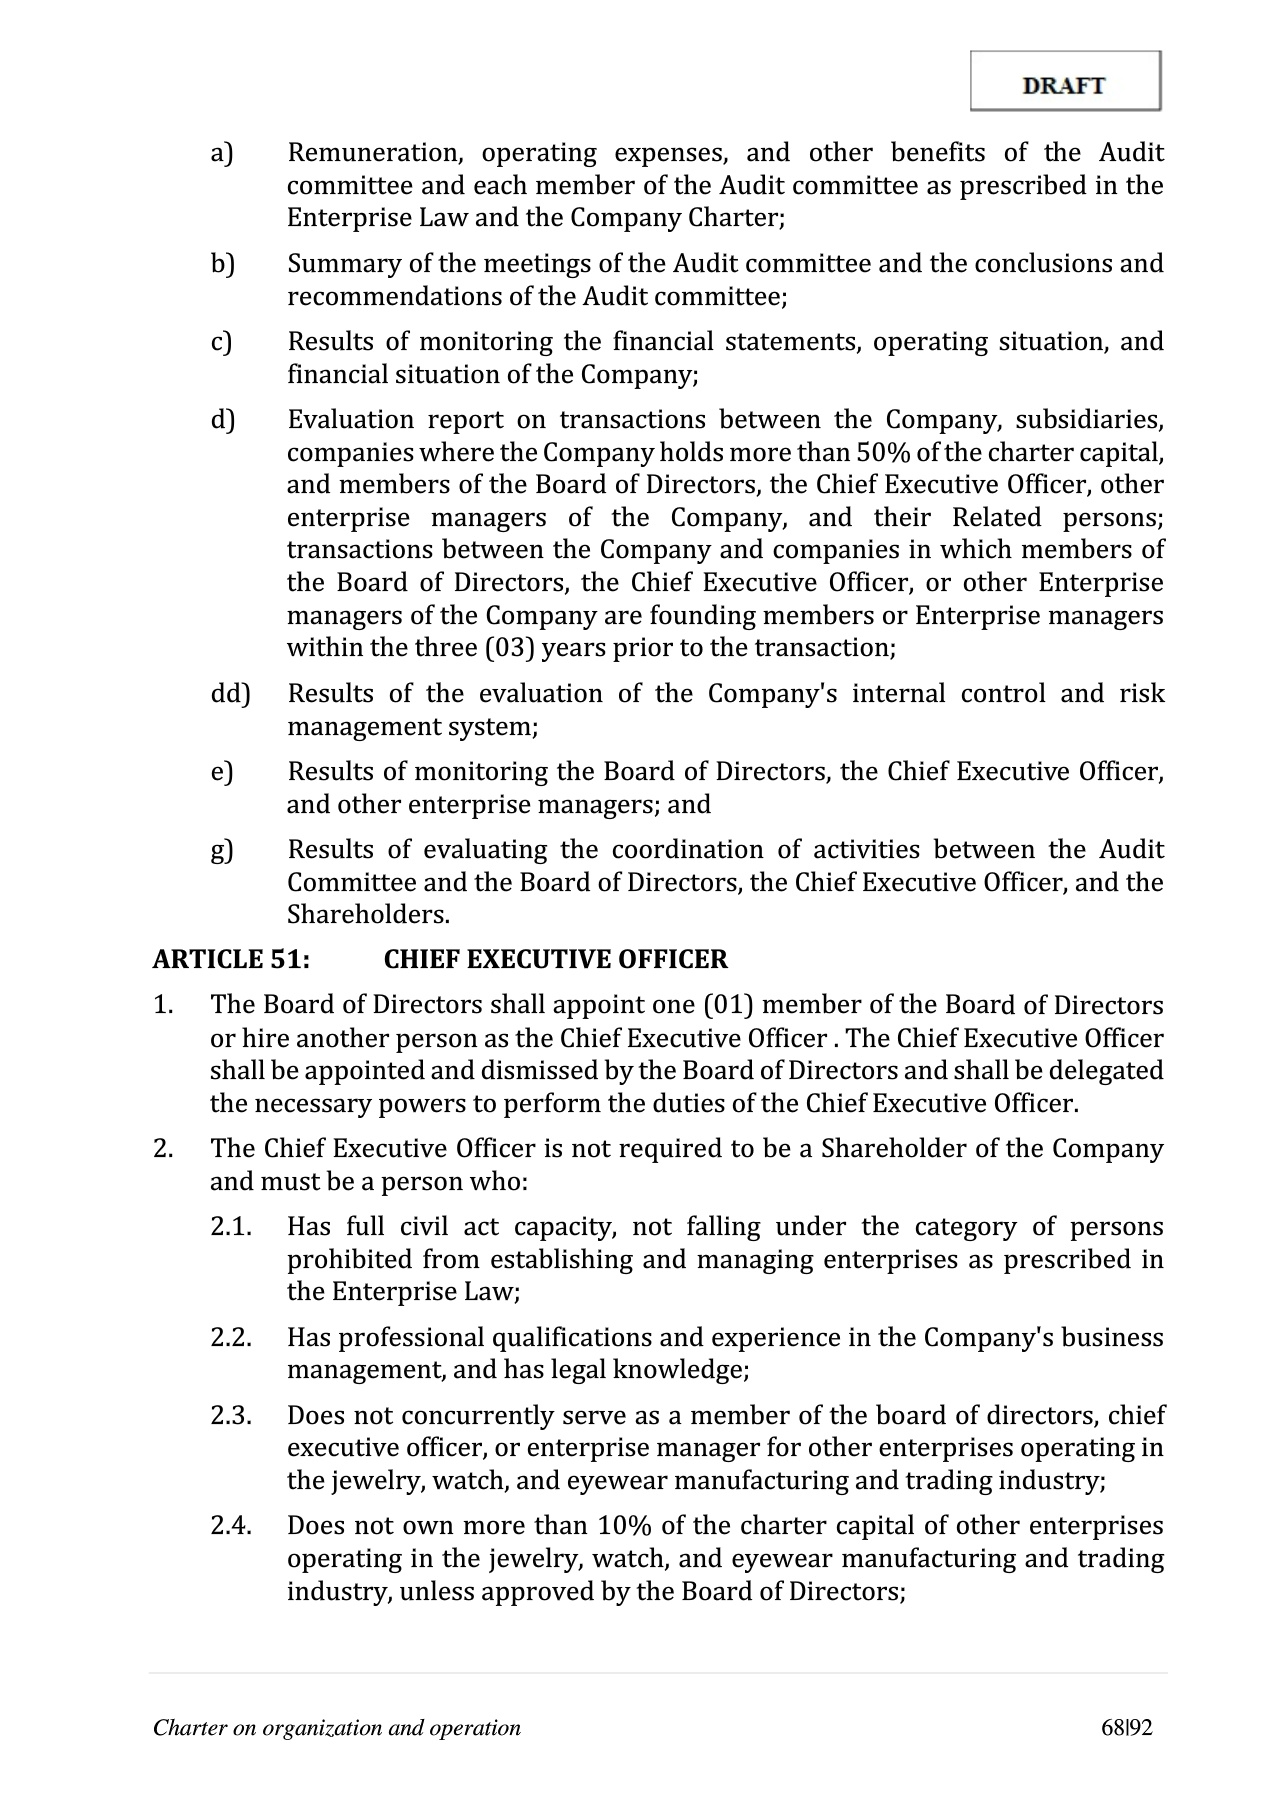 DRAFT
a) Remuneration, operating expenses, and other benefits of the Audit
committee and each member of the Audit committee as prescribed in the
Enterprise Law and the Company Charter;
b) Summary of the meetings of the Audit committee and the conclusions and
recommendations of the Audit committee;
c) Results of monitoring the financial statements, operating situation, and
financial situation of the Company;
d) Evaluation report on transactions between the Company, subsidiaries,
companies where the Company holds more than 50% of the charter capital,
and members of the Board of Directors, the Chief Executive Officer, other
enterprise managers of the Company, and their Related persons;
transactions between the Company and companies in which members of
the Board of Directors, the Chief Executive Officer, or other Enterprise
managers of the Company are founding members or Enterprise managers
within the three (03) years prior to the transaction;
dd) Results of the evaluation of the Company's internal control and risk
management system;
e) Results of monitoring the Board of Directors, the Chief Executive Officer,
and other enterprise managers; and
g) Results of evaluating the coordination of activities between the Audit
Committee and the Board of Directors, the Chief Executive Officer, and the
Shareholders.
ARTICLE 51: CHIEF EXECUTIVE OFFICER
1. The Board of Directors shall appoint one (01) member of the Board of Directors
or hire another person as the Chief Executive Officer . The Chief Executive Officer
shall be appointed and dismissed by the Board of Directors and shall be delegated
the necessary powers to perform the duties of the Chief Executive Officer.
2. The Chief Executive Officer is not required to be a Shareholder of the Company
and must be a person who:
2.1. Has full civil act capacity, not falling under the category of persons
prohibited from establishing and managing enterprises as prescribed in
the Enterprise Law;
2.2. Has professional qualifications and experience in the Company's business
management, and has legal knowledge;
2.3. Does not concurrently serve as a member of the board of directors, chief
executive officer, or enterprise manager for other enterprises operating in
the jewelry, watch, and eyewear manufacturing and trading industry;
2.4. Does not own more than 10% of the charter capital of other enterprises
operating in the jewelry, watch, and eyewear manufacturing and trading
industry, unless approved by the Board of Directors;
Charter on organization and operation 68|92